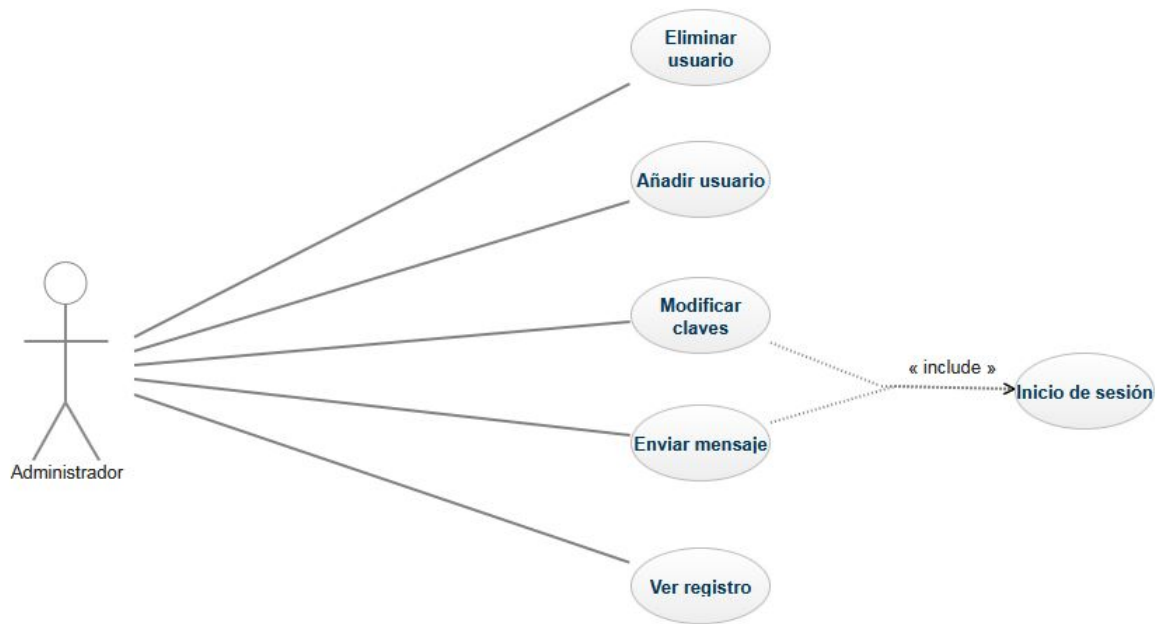 Eliminar
usuario
Añadir usuario
Modificar
claves
« include »
Inicio de sesión
Enviar mensaje
Administrador
Ver registro